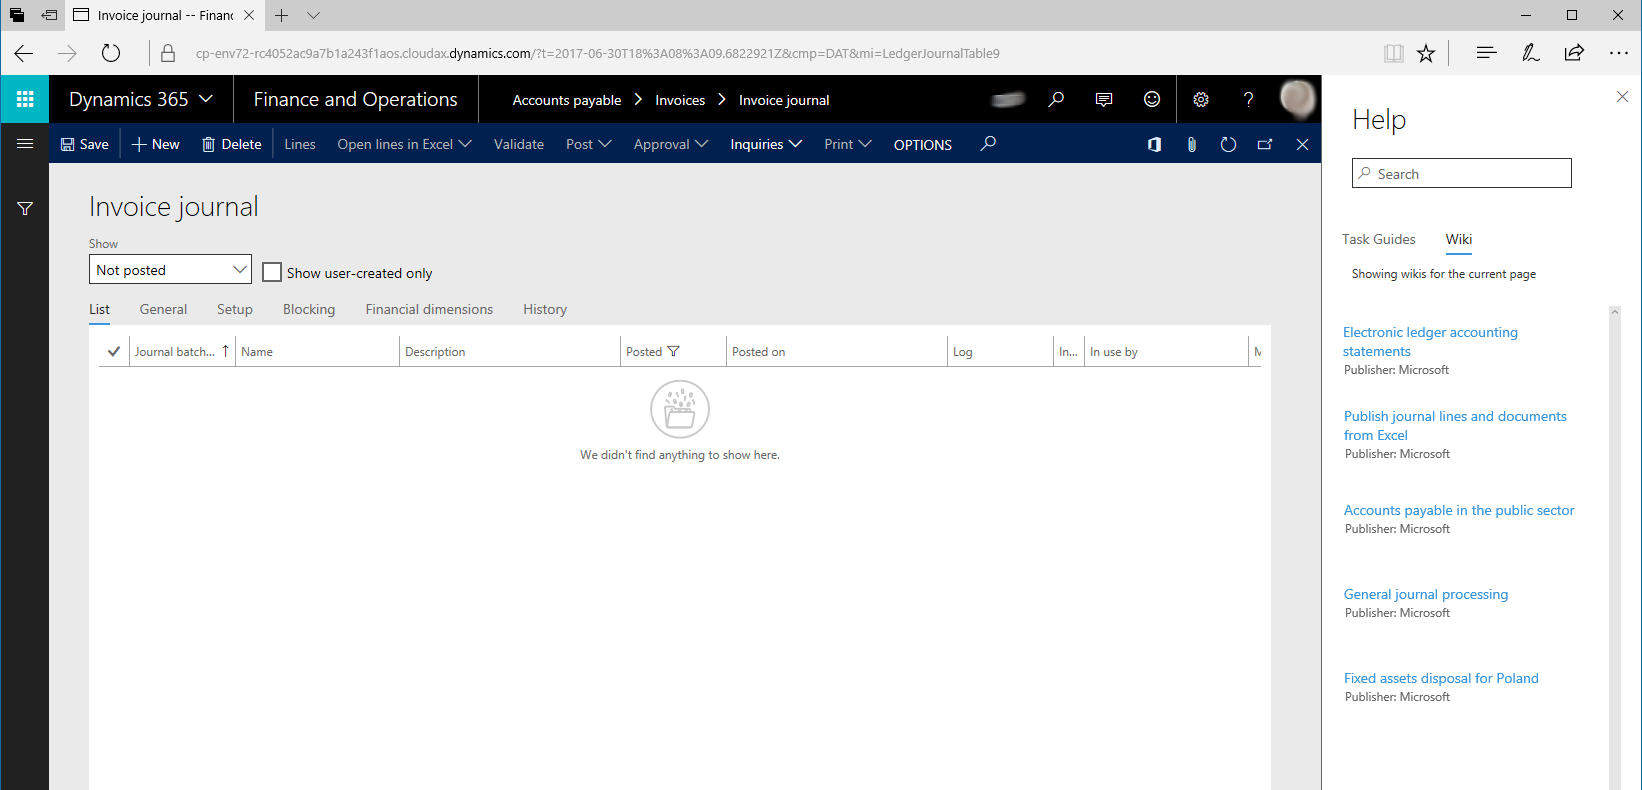 Invoice journal -- Financ
cp-env72-rc4052ac9a7b1a243f1aos.cloudax.dynamics.com/?t=2017-06-30T18%3A08%3A09.6822921Z&cmp=DAT&mi=LedgerJournalTable9
Dynamics 365 Finance and Operations Accounts payable > Invoices > Invoice journal ?
Save + New Delete Lines Open lines in Excel Validate Post Approval Inquiries Print OPTIONS
Invoice journal
Show
Not posted Show user-created only
List General Setup Blocking Financial dimensions History
Journal batch... ↑ Name Description Posted Posted on Log In... In use by M
We didn't find anything to show here.
Help
Search
Task Guides Wiki
Showing wikis for the current page
Electronic ledger accounting
statements
Publisher: Microsoft
Publish journal lines and documents
from Excel
Publisher: Microsoft
Accounts payable in the public sector
Publisher: Microsoft
General journal processing
Publisher: Microsoft
Fixed assets disposal for Poland
Publisher: Microsoft